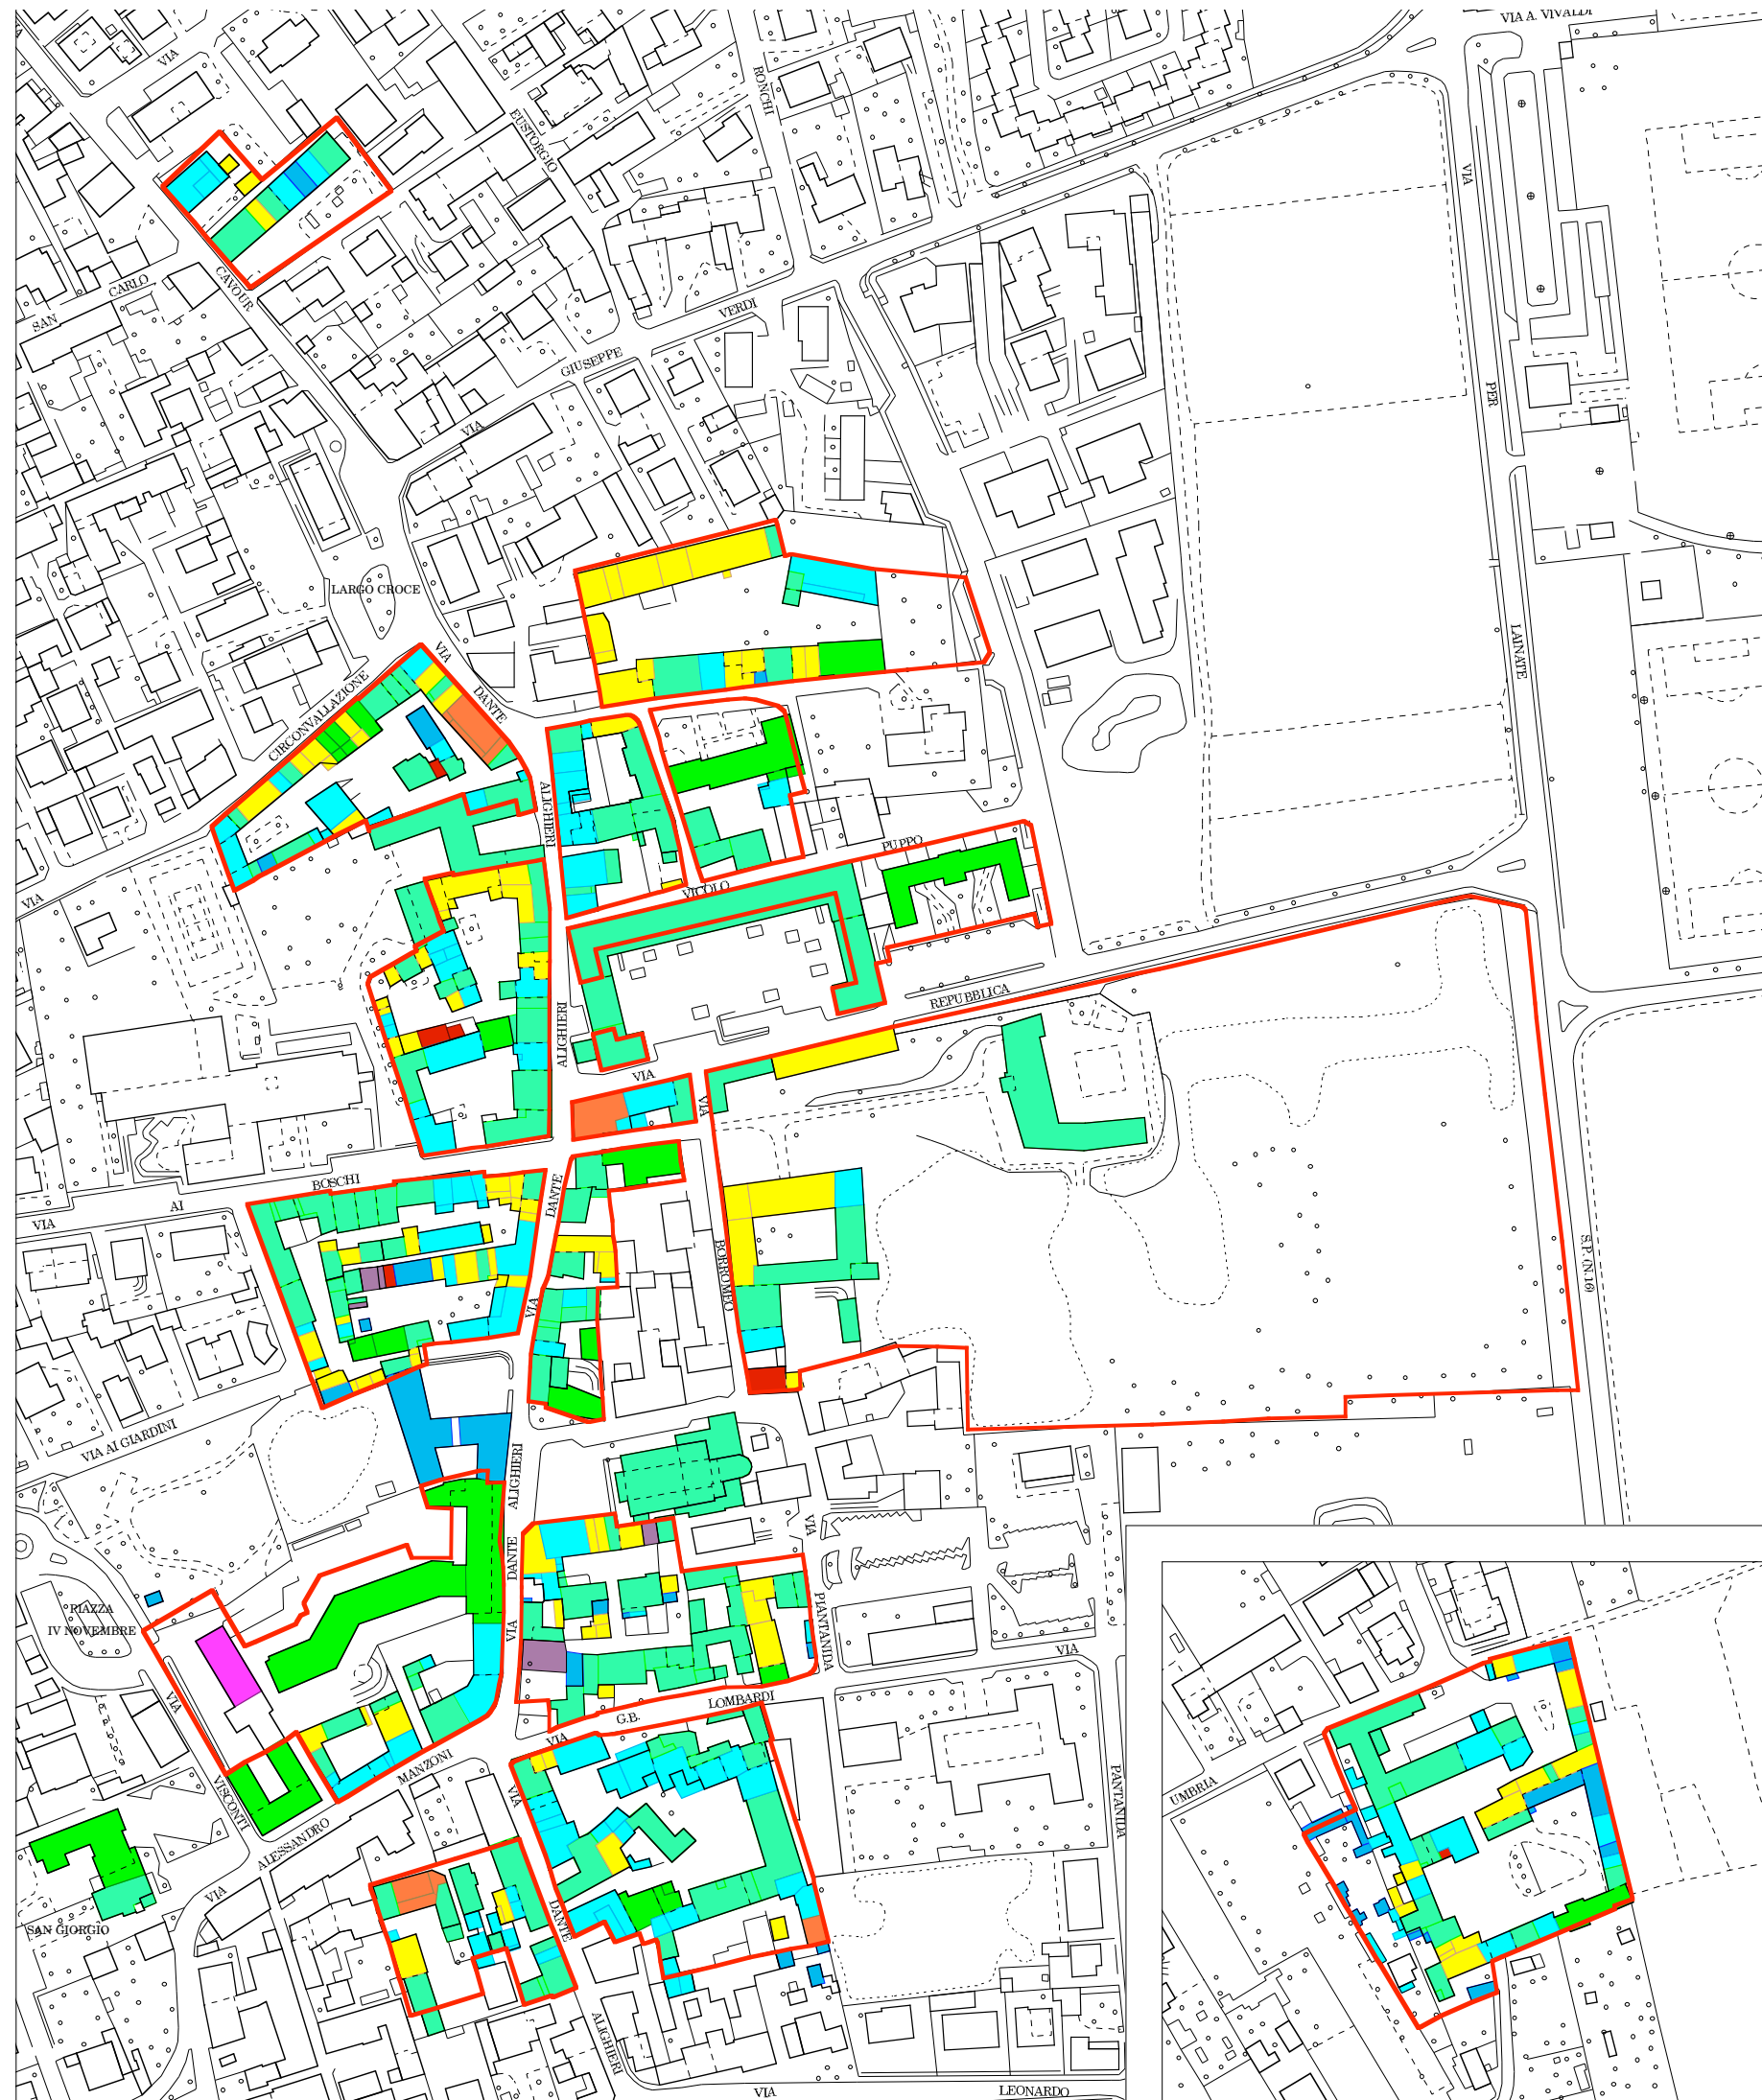 VIA A. VIVALDI
VIA
RONCHI
EUSTORGIO
VIA
CARLO
SAN
CAVOUR
VERDI
GIUSEPPE
VIA
PER
LARGO CROCE
LAINATE
VIA
DANTE
CIRCONVALLAZIONE
ALIGHIERI
PUPPO
VICOLO
VIA
REPUBBLICA
ALIGHIERI
VIA
VIA
BOSCHI
AI
VIA
DANTE
BORROMEO
S.P. (N.16)
VIA
VIA AI GIARDINI
ALIGHIERI
VIA
DANTE
PIAZZA
IV NOVEMBRE
VIA
PIANTANIDA
VIA
LOMBARDI
G.B.
VIA
VIA
MANZONI
VIA
VISCONTI
ALESSANDRO
PANTANIDA
UMBRIA
VIA
DANTE
SAN GIORGIO
ALIGHIERI
VIA
LEONARDO